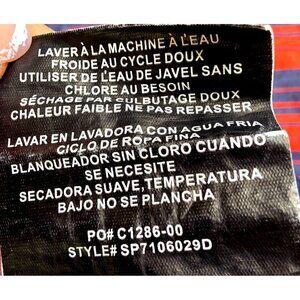 LAVER À LA MACHINE À L'EAU
FROIDE AU CYCLE DOUX
UTILISER DE L'EAU DE JAVEL SANS
CHLORE AU BESOIN
SÉCHAGE PAR CULBUTAGE DOUX
CHALEUR FAIBLE NE PAS REPASSER
LAVAR EN LAVADORA CON AGUA FRIA
CICLO DE ROPA FINA
BLANQUEADOR SIN CLORO CUANDO
SE NECESITE
SECADORA SUAVE, TEMPERATURA
BAJO NO SE PLANCHA
PO# C1286-00
STYLE# SP7106029D